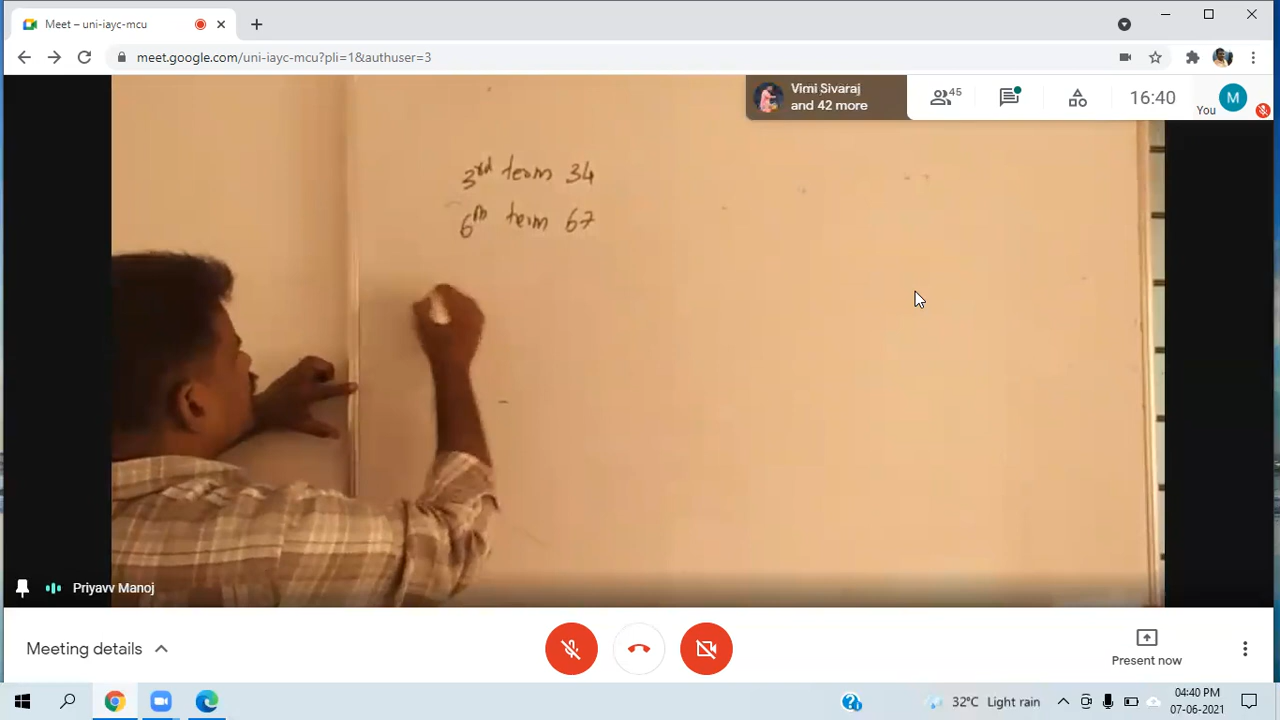 Meet – uni-iayc-mcu
meet.google.com/uni-iayc-mcu?pli=1&authuser=3
Vimi Sivaraj
and 42 more
45
16:40
You
M
3rd term 34
6th term 67
Priyavv Manoj
Meeting details
Present now
32°C Light rain
04:40 PM
07-06-2021